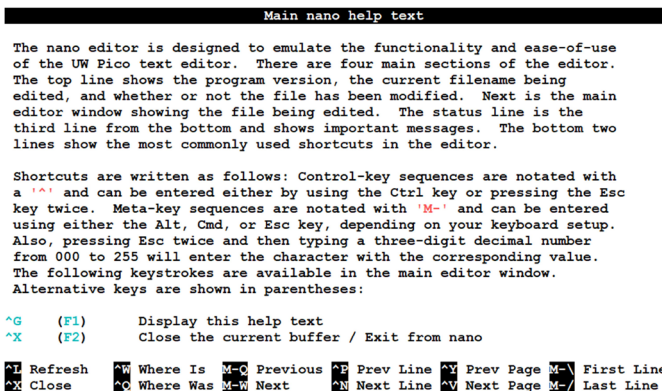 Main nano help text
The nano editor is designed to emulate the functionality and ease-of-use
of the UW Pico text editor.  There are four main sections of the editor.
The top line shows the program version, the current filename being
edited, and whether or not the file has been modified.  Next is the main
editor window showing the file being edited.  The status line is the
third line from the bottom and shows important messages.  The bottom two
lines show the most commonly used shortcuts in the editor.
Shortcuts are written as follows: Control-key sequences are notated with
a '^' and can be entered either by using the Ctrl key or pressing the Esc
key twice.  Meta-key sequences are notated with 'M-' and can be entered
using either the Alt, Cmd, or Esc key, depending on your keyboard setup.
Also, pressing Esc twice and then typing a three-digit decimal number
from 000 to 255 will enter the character with the corresponding value.
The following keystrokes are available in the main editor window.
Alternative keys are shown in parentheses:
^G (F1) Display this help text
^X (F2) Close the current buffer / Exit from nano
^L Refresh ^W Where Is M-Q Previous ^P Prev Line ^Y Prev Page M-\ First Line
^X Close ^Q Where Was M-W Next ^N Next Line ^V Next Page M-/ Last Line